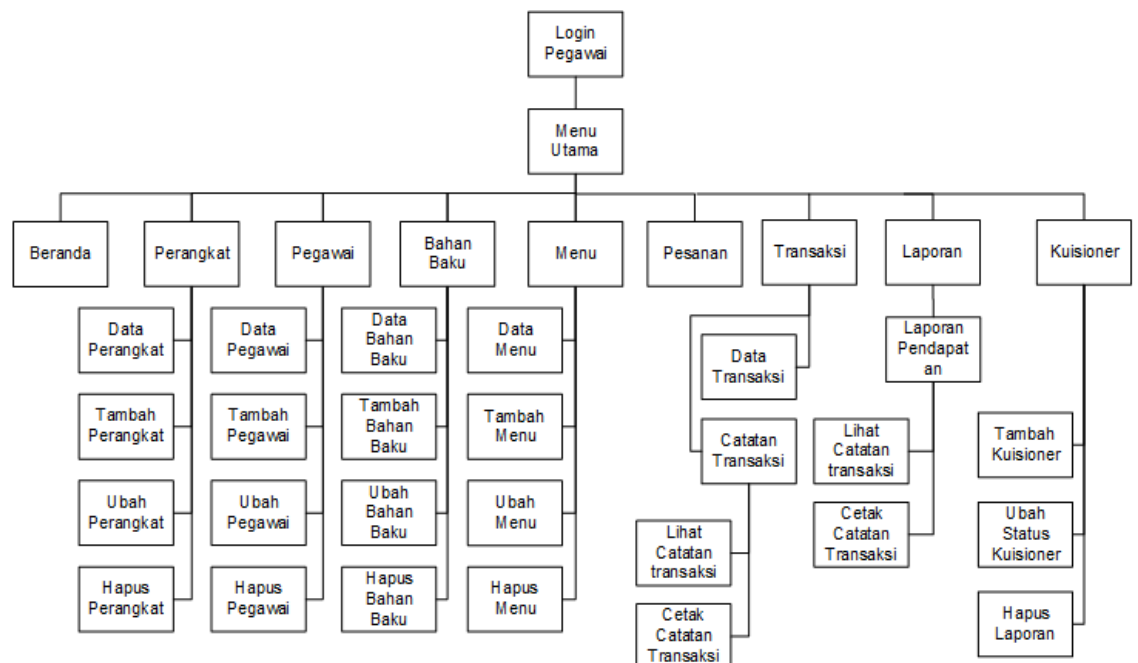 Login
Pegawai
Menu
Utama
Beranda
Perangkat
Pegawai
Bahan
Baku
Menu
Pesanan
Transaksi
Laporan
Kuisioner
Data
Perangkat
Tambah
Perangkat
Ubah
Perangkat
Hapus
Perangkat
Data
Pegawai
Tambah
Pegawai
Ubah
Pegawai
Hapus
Pegawai
Data
Bahan
Baku
Tambah
Bahan
Baku
Ubah
Bahan
Baku
Hapus
Bahan
Baku
Data
Menu
Tambah
Menu
Ubah
Menu
Hapus
Menu
Data
Transaksi
Catatan
Transaksi
Lihat
Catatan
transaksi
Cetak
Catatan
Transaksi
Laporan
Pendapat
an
Lihat
Catatan
transaksi
Cetak
Catatan
Transaksi
Tambah
Kuisioner
Ubah
Status
Kuisioner
Hapus
Laporan